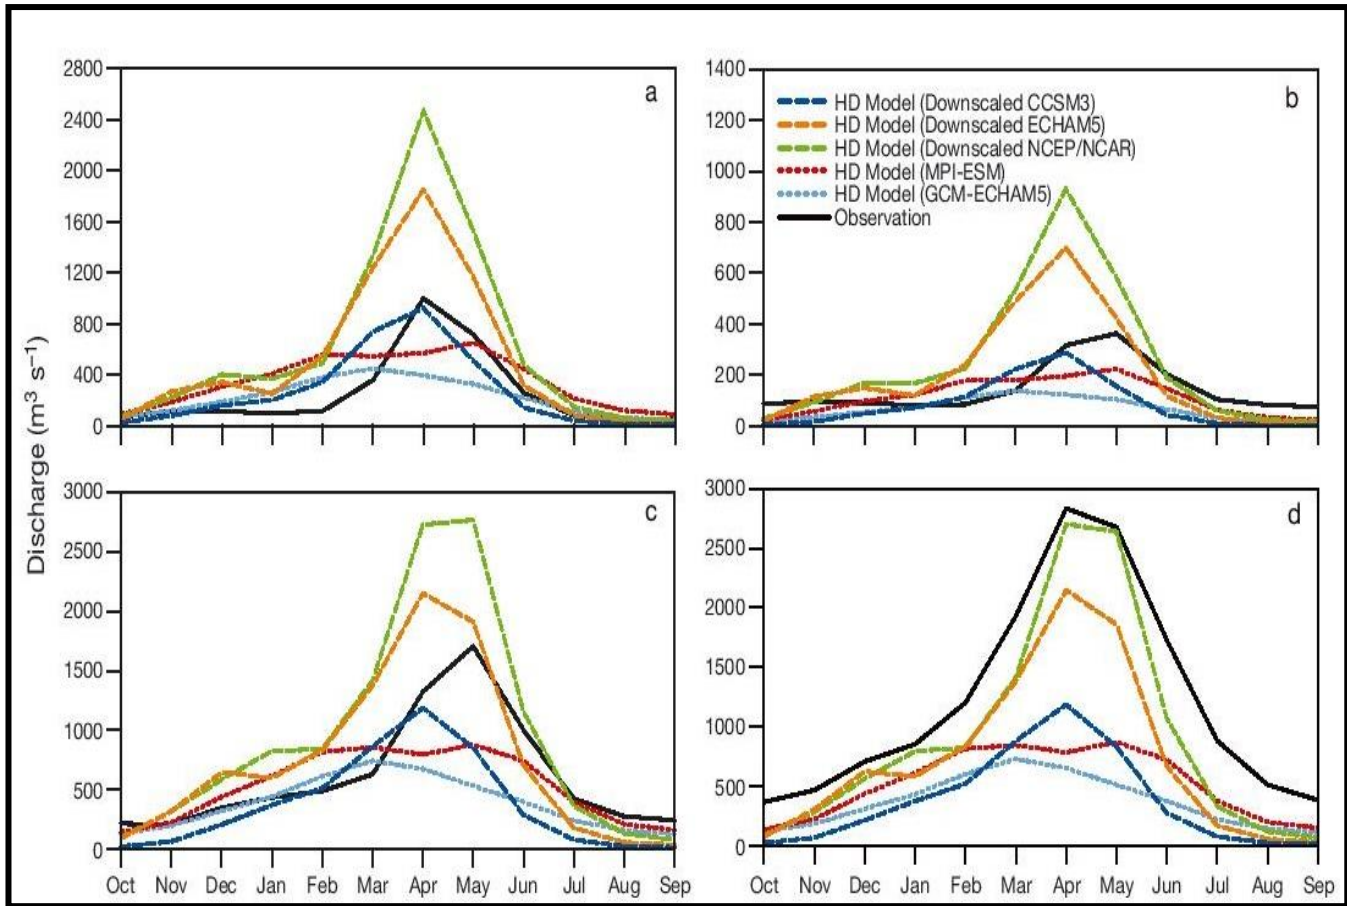 Discharge (m³ s⁻¹)
2800
2400
2000
1600
1200
800
400
0
a
1400
1200
1000
800
600
400
200
0
b
HD Model (Downscaled CCSM3)
HD Model (Downscaled ECHAM5)
HD Model (Downscaled NCEP/NCAR)
HD Model (MPI-ESM)
HD Model (GCM-ECHAM5)
Observation
3000
2500
2000
1500
1000
500
0
c
Oct Nov Dec Jan Feb Mar Apr May Jun Jul Aug Sep
3000
2500
2000
1500
1000
500
0
d
Oct Nov Dec Jan Feb Mar Apr May Jun Jul Aug Sep